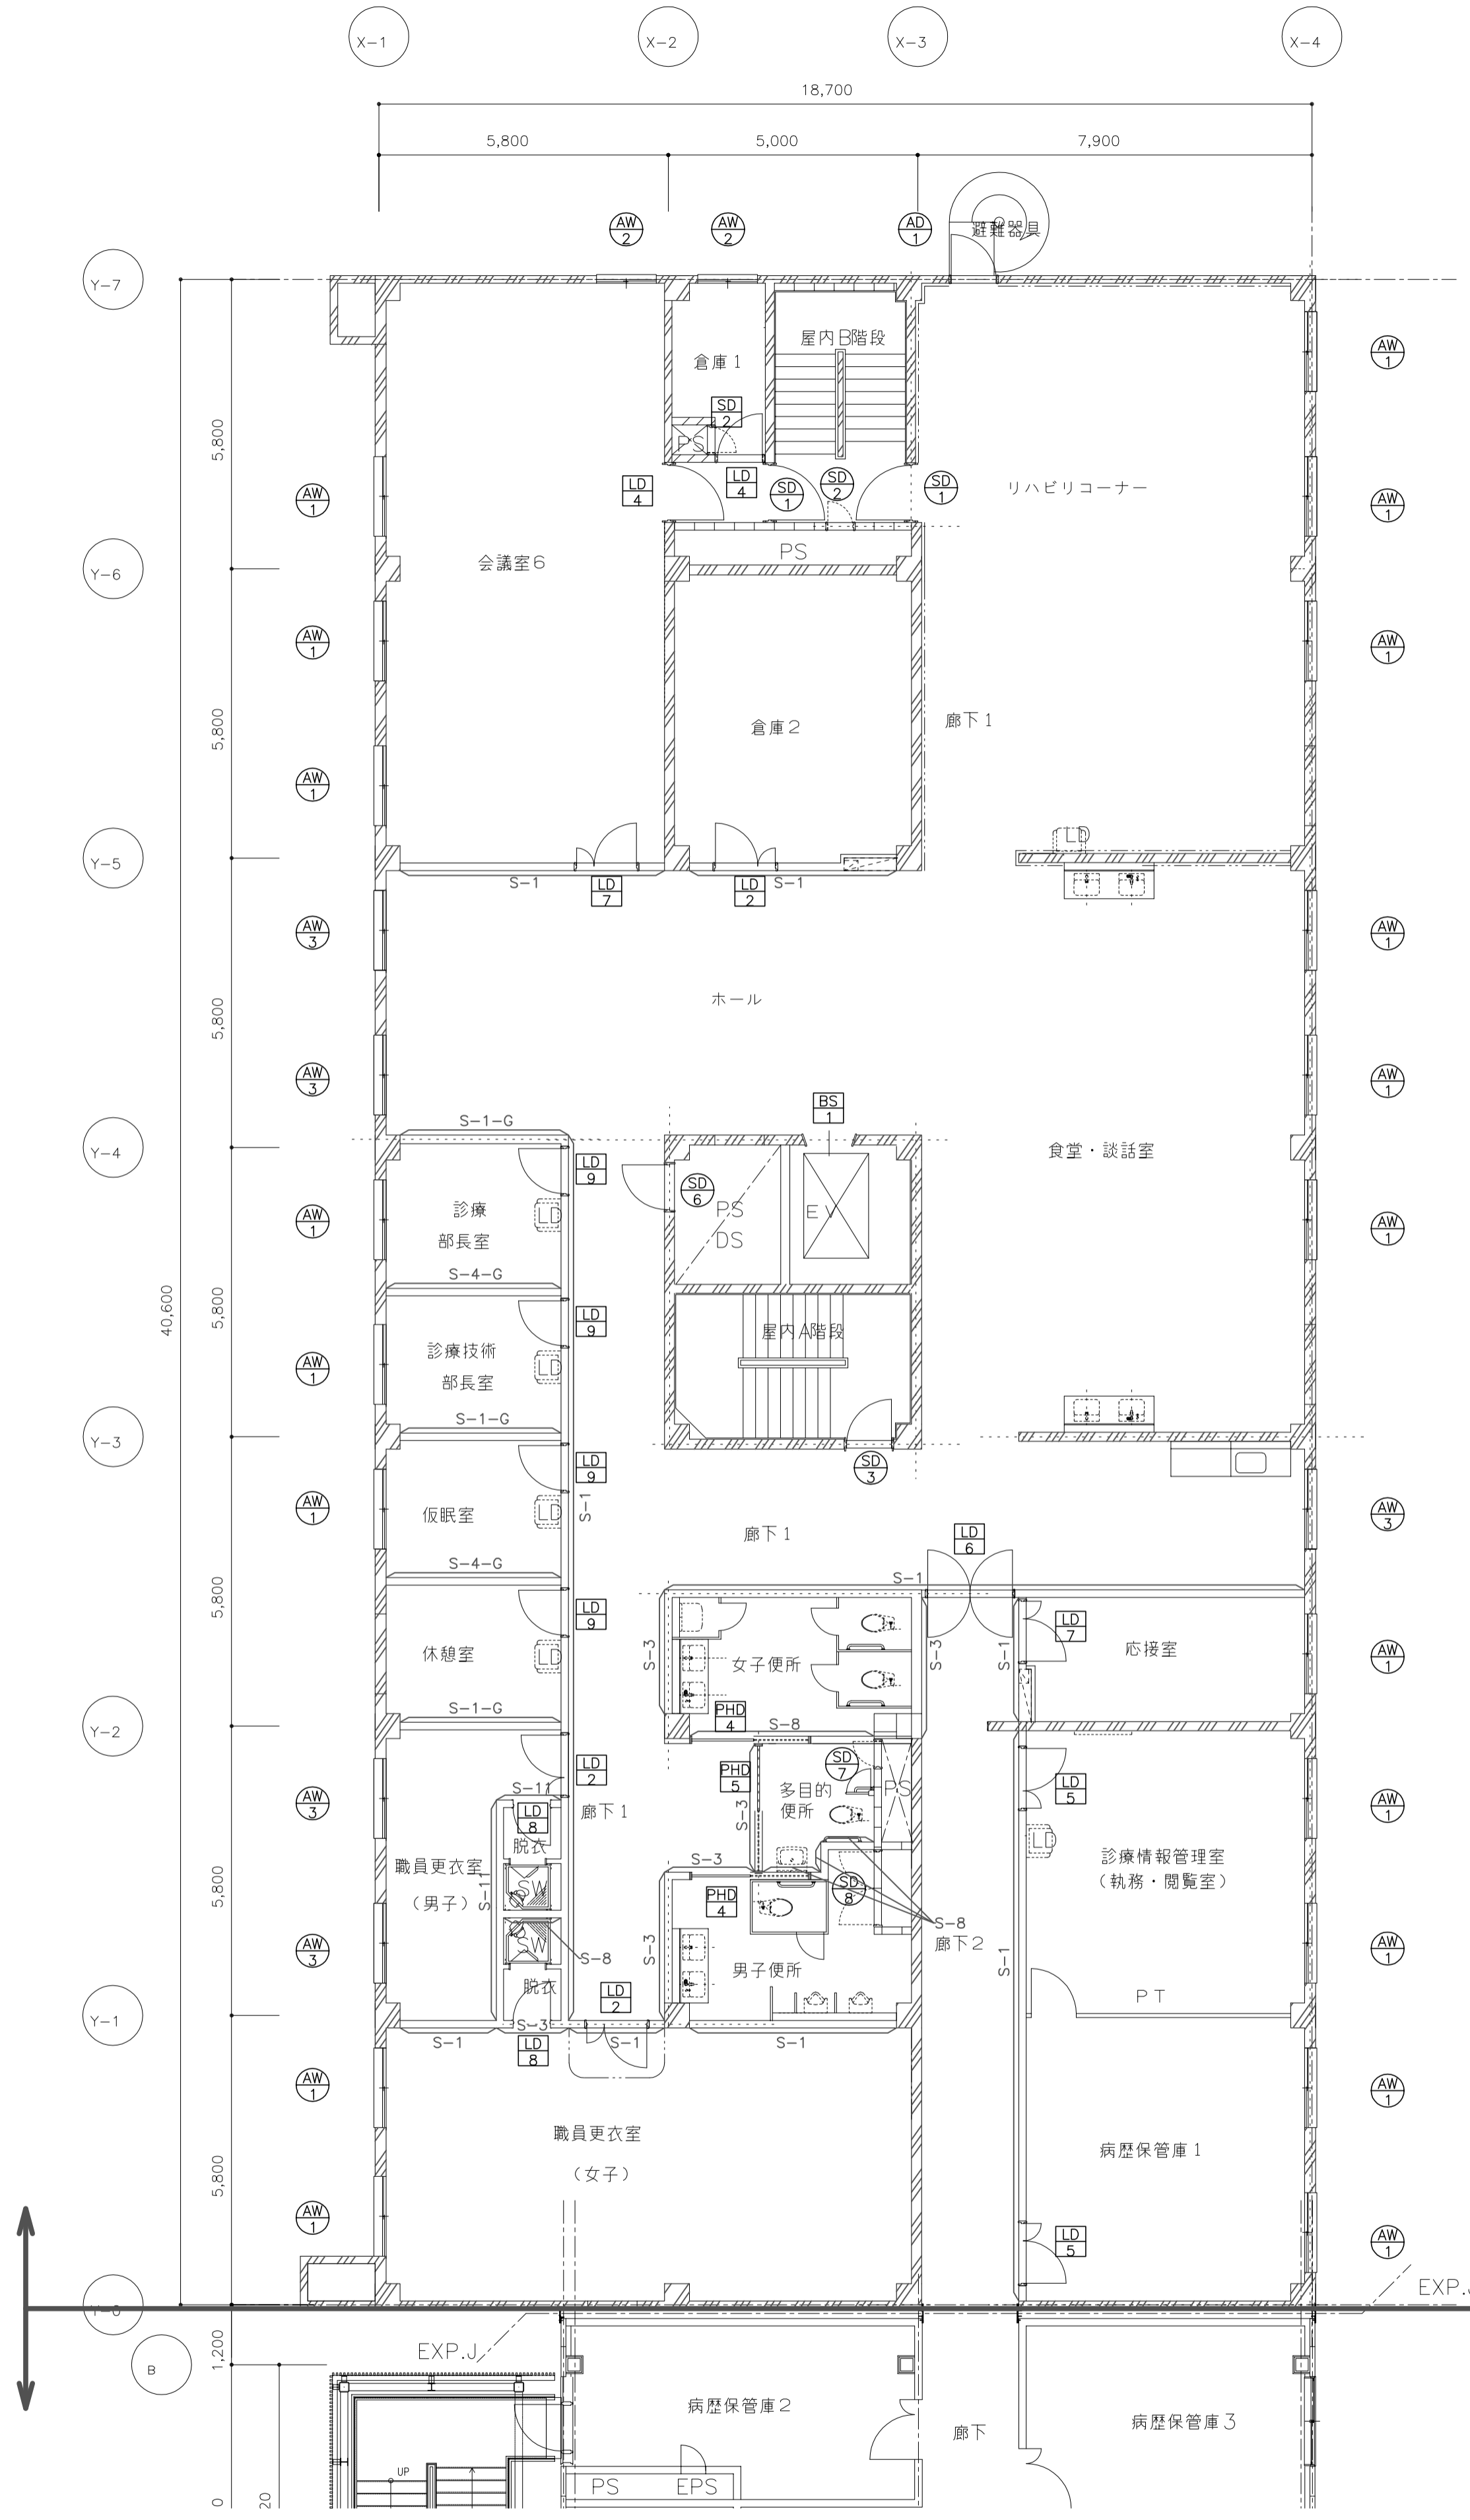 X-1
X-2
X-3
X-4
18,700
5,800
5,000
7,900
AW
2
AW
2
AD
1
避難器具
Y-7
屋内B階段
倉庫1
AW
1
SD
2
PS
5,800
LD
4
LD
4
SD
1
SD
2
SD
1
リハビリコーナー
AW
1
AW
1
PS
会議室6
Y-6
AW
1
AW
1
倉庫2
廊下1
5,800
AW
1
LD
Y-5
S-1
LD
7
LD
2
S-1
AW
3
AW
1
ホール
5,800
AW
3
AW
1
BS
1
S-1-G
Y-4
食堂・談話室
LD
9
SD
6
診療
部長室
LD
PS
DS
EV
AW
1
AW
1
S-4-G
40,600
5,800
LD
9
屋内A階段
診療技術
部長室
LD
AW
1
S-1-G
Y-3
LD
9
SD
3
仮眠室
LD
S-1
AW
1
AW
3
廊下1
LD
6
S-4-G
S-1
5,800
LD
9
LD
7
休憩室
LD
S-3
女子便所
S-3
S-1
応接室
AW
1
S-1-G
PHD
4
S-8
Y-2
LD
2
PHD
5
SD
7
LD
5
S-11
多目的
便所
PS
AW
3
AW
1
LD
8
廊下1
S-3
脱衣
LD
診療情報管理室
(執務・閲覧室)
職員更衣室
(男子)
S-11
SW
S-3
PHD
4
SD
8
5,800
SW
S-8
S-3
S-8
廊下2
S-1
AW
3
AW
1
男子便所
脱衣
LD
2
PT
Y-1
S-1
S-3
S-1
S-1
LD
8
AW
1
AW
1
職員更衣室
(女子)
病歴保管庫1
5,800
AW
1
LD
5
AW
1
EXP.J
Y-0
1,200
B
EXP.J
病歴保管庫2
廊下
病歴保管庫3
UP
PS
EPS
0
20